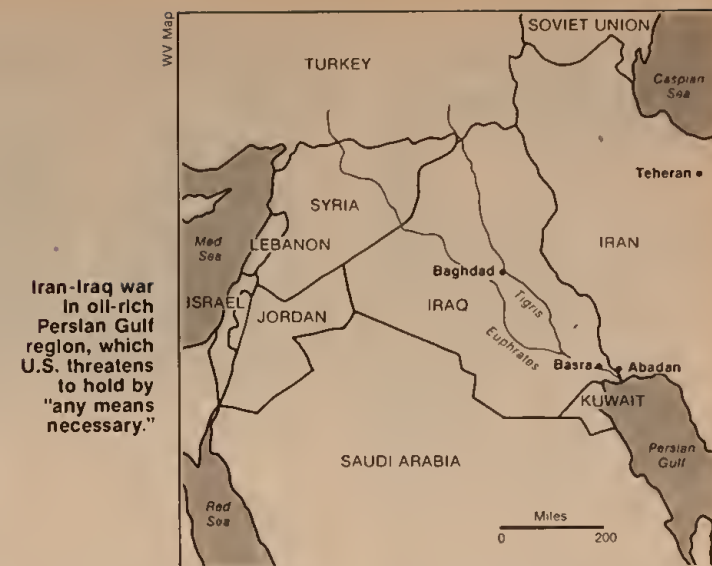 WV Map
SOVIET UNION
TURKEY
Caspian
Sea
Teheran
SYRIA
Med
Sea
LEBANON
IRAN
Baghdad
ISRAEL
JORDAN
IRAQ
Tigris
Euphrates
Basra
Abadan
KUWAIT
SAUDI ARABIA
Persian
Gulf
Red
Sea
Miles
0 200
Iran-Iraq war
in oil-rich
Persian Gulf
region, which
U.S. threatens
to hold by
"any means
necessary."